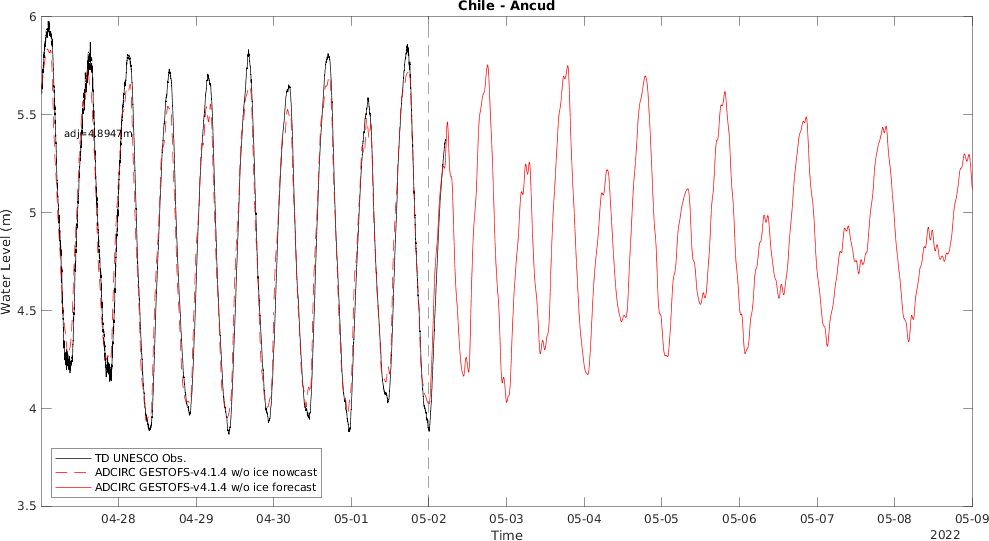 Chile - Ancud
6
5.5
5
4.5
4
3.5
Water Level (m)
adj=4.8947m
TD UNESCO Obs.
ADCIRC GESTOFS-v4.1.4 w/o ice nowcast
ADCIRC GESTOFS-v4.1.4 w/o ice forecast
04-28 04-29 04-30 05-01 05-02 05-03 05-04 05-05 05-06 05-07 05-08 05-09
Time
2022